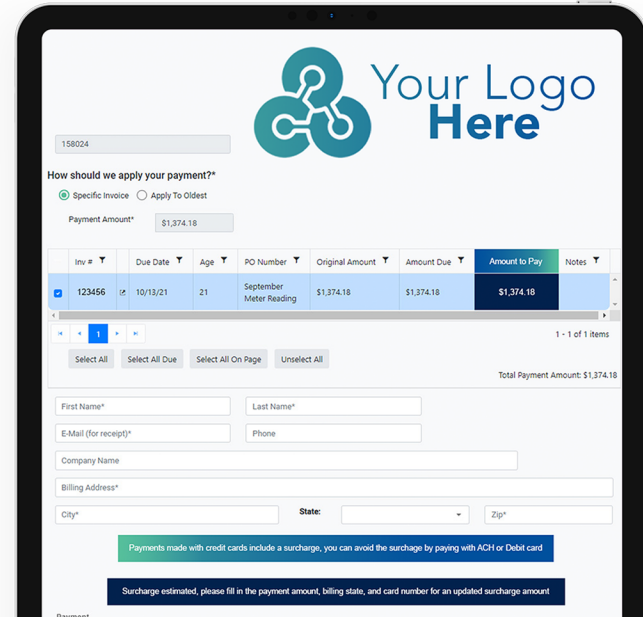 Your Logo
Here
158024
How should we apply your payment?*
Specific Invoice Apply To Oldest
Payment Amount* $1,374.18
Inv # Due Date Age PO Number Original Amount Amount Due Amount to Pay Notes
123456 10/13/21 21 September Meter Reading $1,374.18 $1,374.18 $1,374.18
1 1 - 1 of 1 items
Select All Select All Due Select All On Page Unselect All
Total Payment Amount: $1,374.18
First Name* Last Name*
E-Mail (for receipt)* Phone
Company Name
Billing Address*
City* State: Zip*
Payments made with credit cards include a surcharge, you can avoid the surchage by paying with ACH or Debit card
Surcharge estimated, please fill in the payment amount, billing state, and card number for an updated surcharge amount
Payment